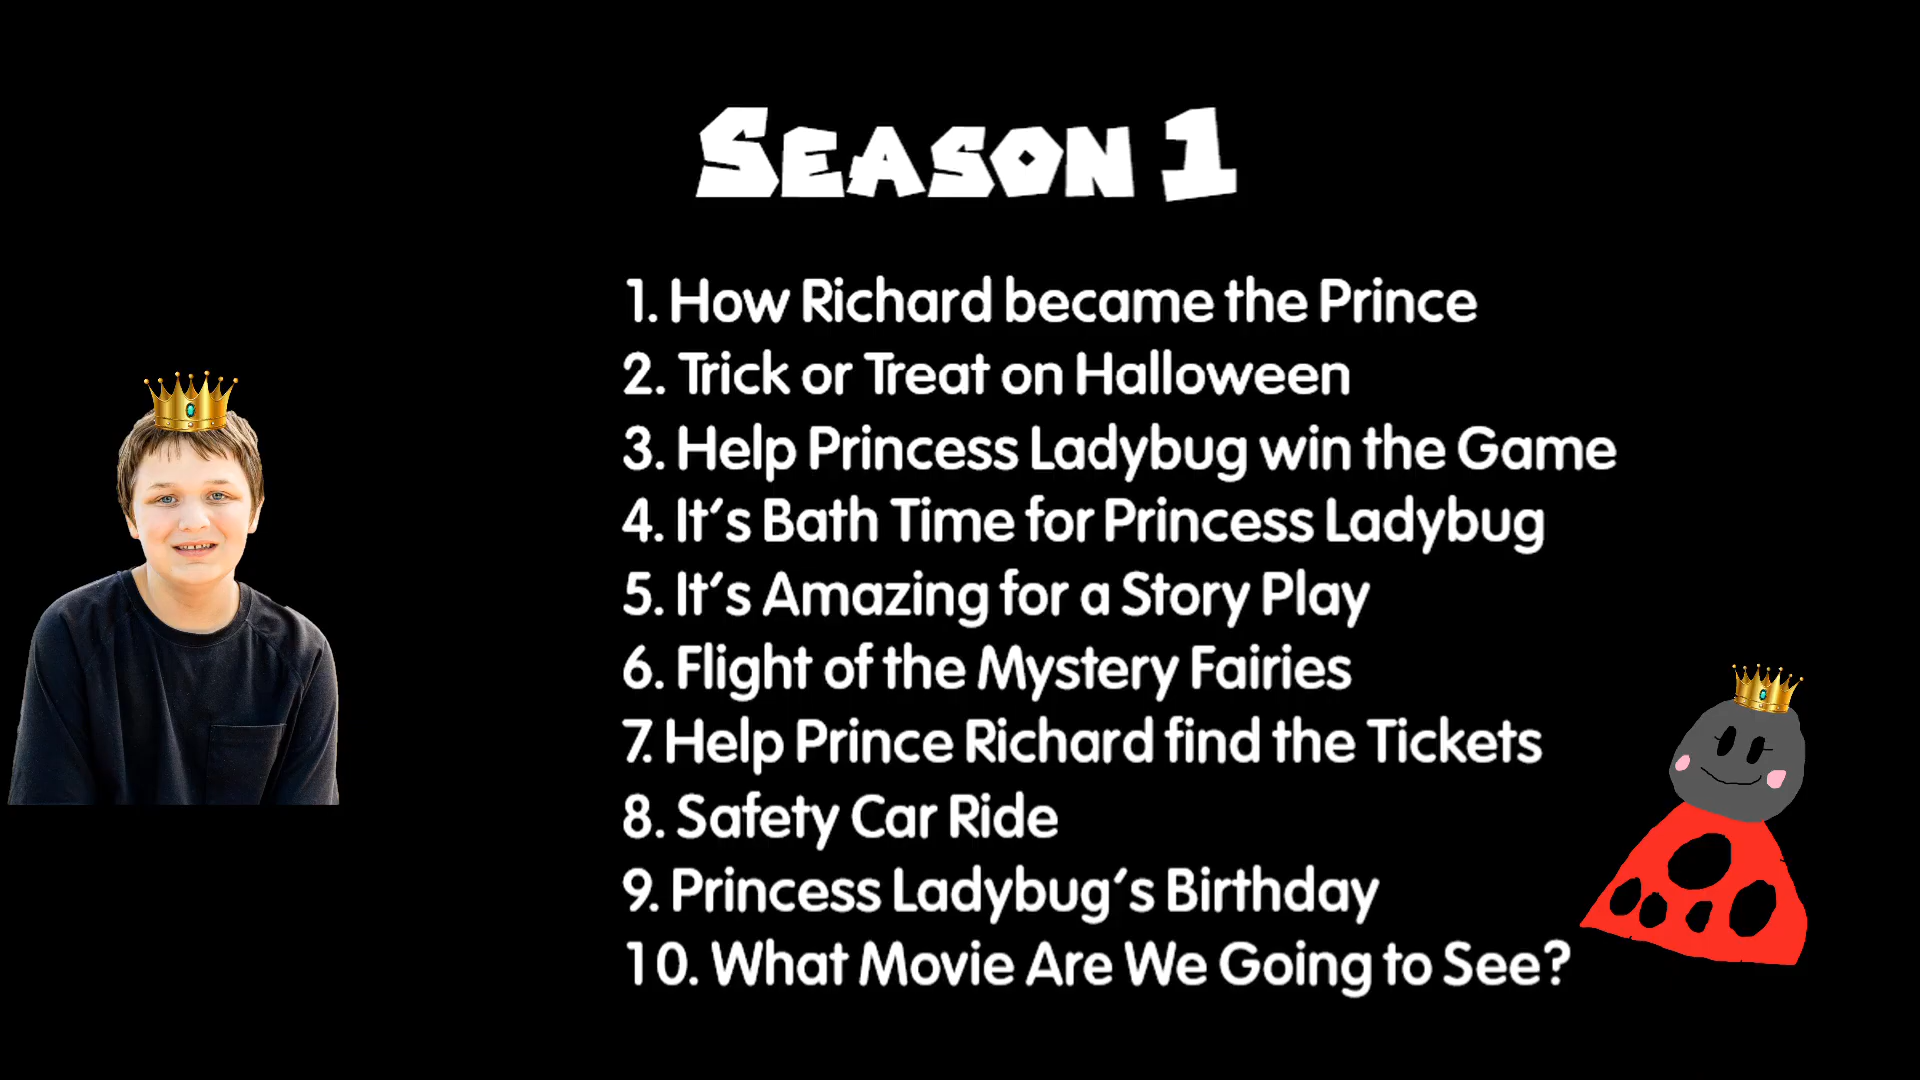 Season 1
1. How Richard became the Prince
2. Trick or Treat on Halloween
3. Help Princess Ladybug win the Game
4. It's Bath Time for Princess Ladybug
5. It's Amazing for a Story Play
6. Flight of the Mystery Fairies
7. Help Prince Richard find the Tickets
8. Safety Car Ride
9. Princess Ladybug's Birthday
10. What Movie Are We Going to See?